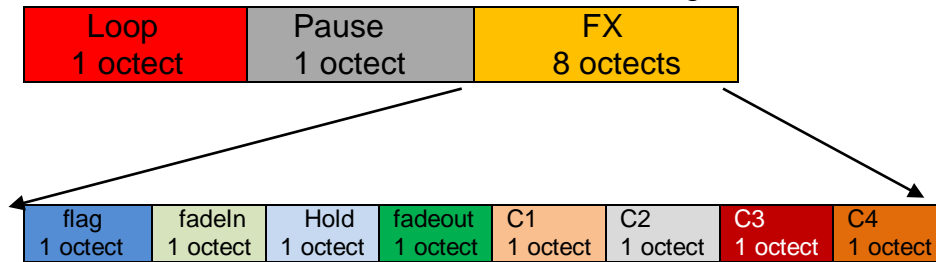 Loop Pause FX
1 octect 1 octect 8 octects
flag fadeIn Hold fadeout C1 C2 C3 C4
1 octect 1 octect 1 octect 1 octect 1 octect 1 octect 1 octect 1 octect